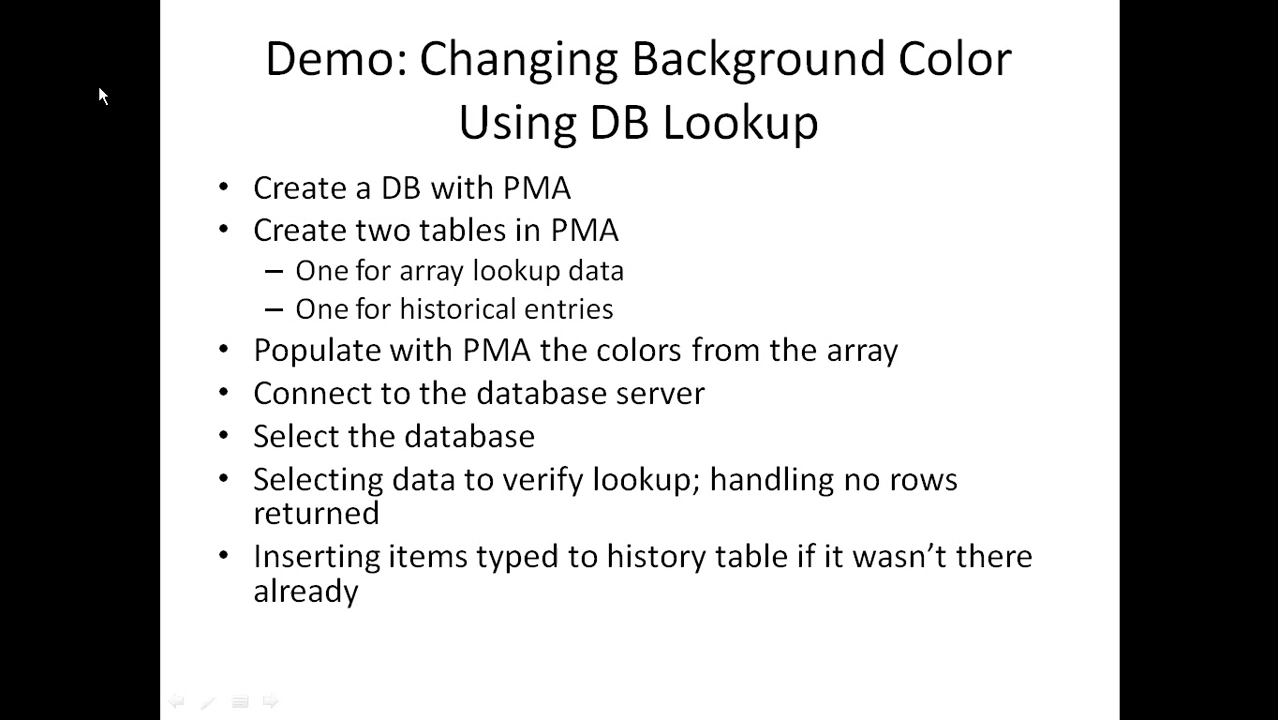 Demo: Changing Background Color
Using DB Lookup
• Create a DB with PMA
• Create two tables in PMA
– One for array lookup data
– One for historical entries
• Populate with PMA the colors from the array
• Connect to the database server
• Select the database
• Selecting data to verify lookup; handling no rows
returned
• Inserting items typed to history table if it wasn’t there
already